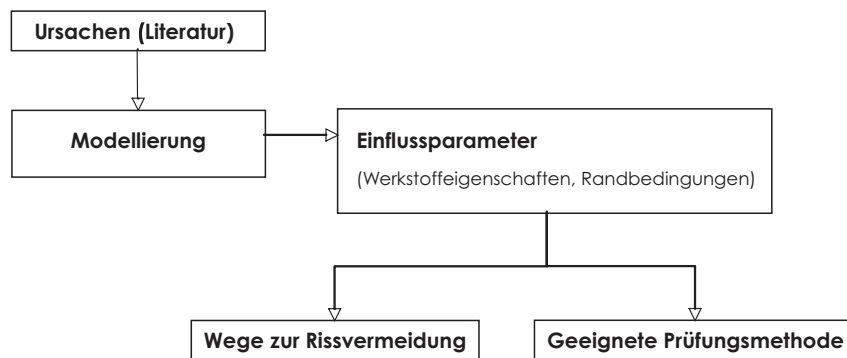 Ursachen (Literatur)
Modellierung
Einflussparameter
(Werkstoffeigenschaften, Randbedingungen)
Wege zur Rissvermeidung
Geeignete Prüfungsmethode